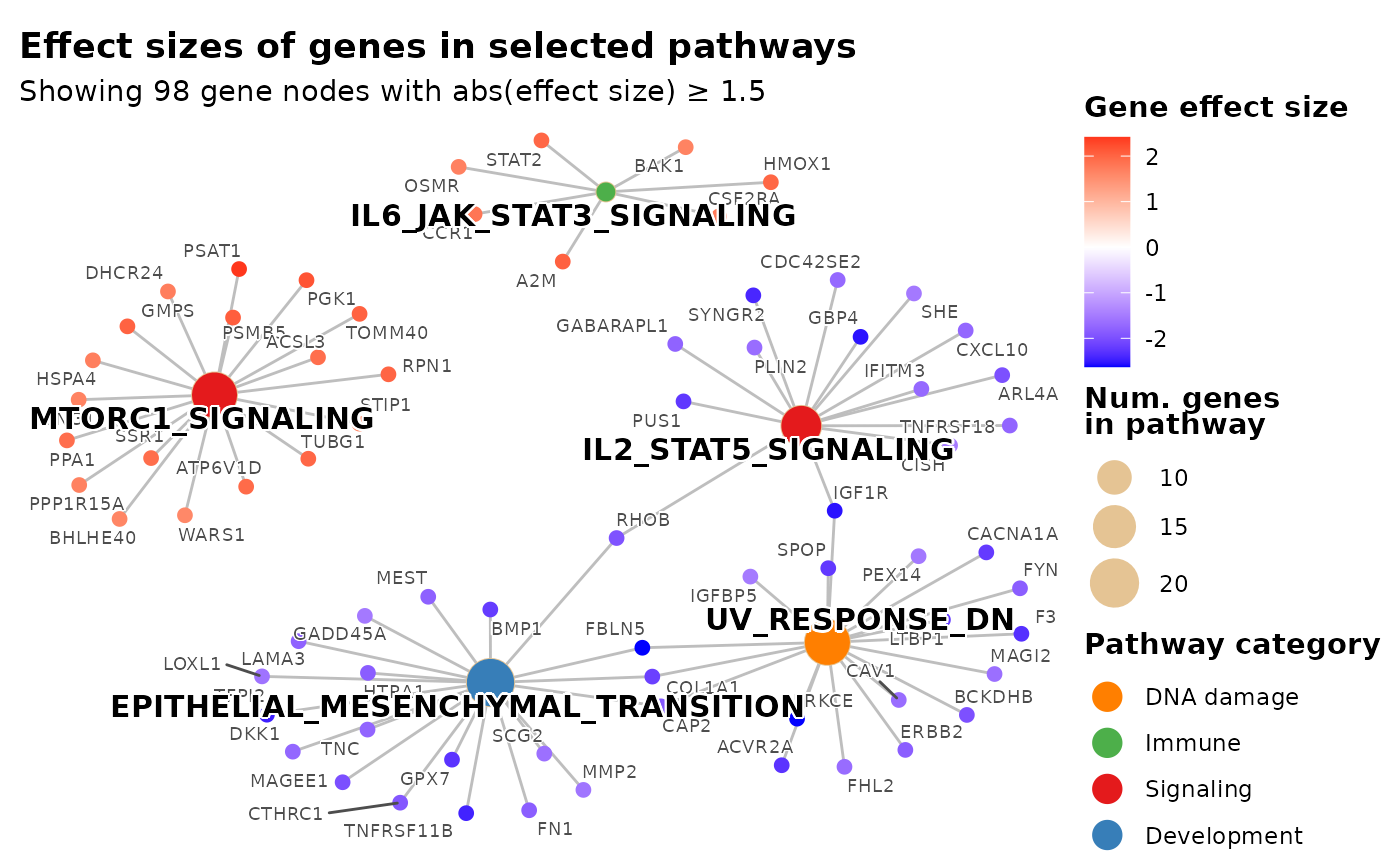 Effect sizes of genes in selected pathways
Showing 98 gene nodes with abs(effect size) ≥ 1.5
STAT2
BAK1
HMOX1
OSMR
CSF2RA
IL6_JAK_STAT3_SIGNALING
CCR1
A2M
PSAT1
DHCR24
PGK1
GMPS
PSMB5
ACSL3
TOMM40
RPN1
HSPA4
STIP1
MTORC1_SIGNALING
SSR1
TUBG1
PPA1
ATP6V1D
PPP1R15A
BHLHE40
WARS1
CDC42SE2
SYNGR2
GBP4
SHE
GABARAPL1
CXCL10
PLIN2
IFITM3
ARL4A
PUS1
TNFRSF18
IL2_STAT5_SIGNALING
CISH
IGF1R
RHOB
SPOP
CACNA1A
PEX14
FYN
IGFBP5
UV_RESPONSE_DN
F3
LTBP1
MAGI2
CAV1
BCKDHB
PRKCE
ERBB2
ACVR2A
FHL2
MEST
GADD45A
BMP1
FBLN5
LOXL1
LAMA3
HTRA1
COL1A1
TFPI2
EPITHELIAL_MESENCHYMAL_TRANSITION
CAP2
DKK1
TNC
SCG2
MAGEE1
GPX7
MMP2
CTHRC1
TNFRSF11B
FN1
Gene effect size
2
1
0
-1
-2
Num. genes
in pathway
10
15
20
Pathway category
DNA damage
Immune
Signaling
Development